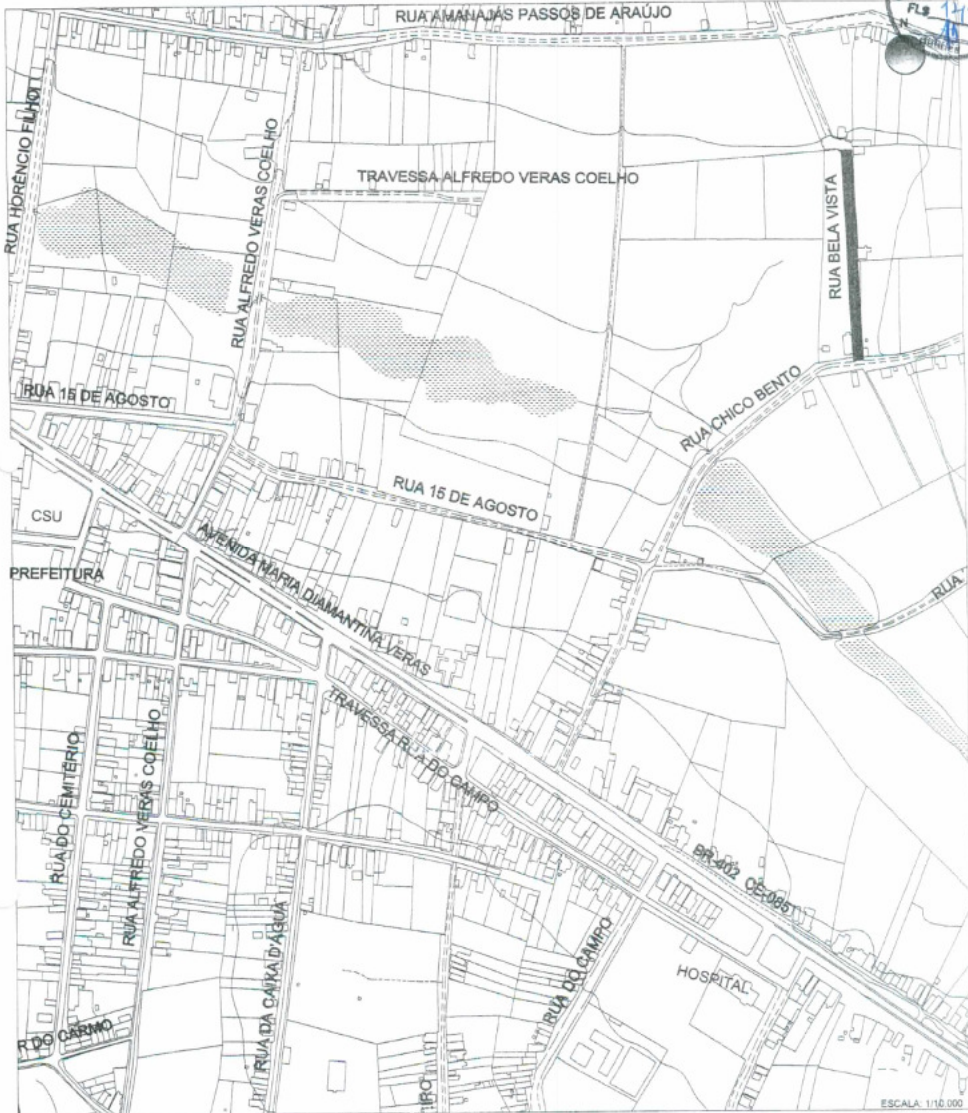 RUA AMANAJÁS PASSOS DE ARAÚJO
FLS
N
RUA HORÊNCIO FILHO
RUA ALFREDO VERAS COELHO
TRAVESSA ALFREDO VERAS COELHO
RUA BELA VISTA
RUA 15 DE AGOSTO
RUA CHICO BENTO
RUA 15 DE AGOSTO
CSU
AVENIDA MARIA DIAMANTINA VERAS
PREFEITURA
RUA
TRAVESSA RUA DO CAMPO
RUA DO CEMITÉRIO
RUA ALFREDO VERAS COELHO
BR-402 CE-085
RUA DA CAIXA D'AGUA
RUA DO CAMPO
HOSPITAL
R DO CARMO
IRO
ESCALA: 1/10.000